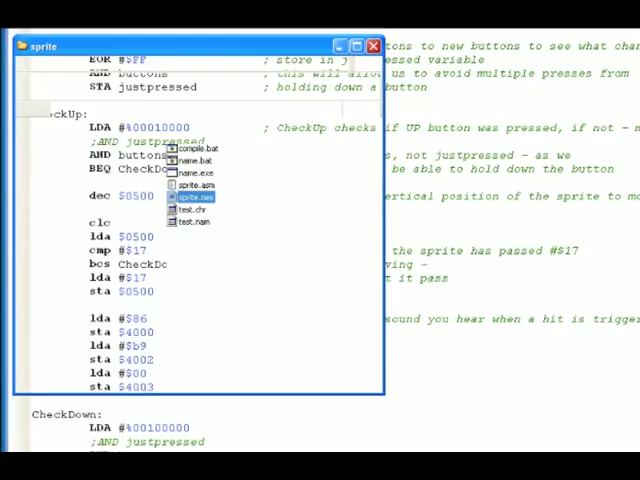 sprite
tons to new buttons to see what chan
EOR #$FF ; store in j
ressed variable
AND buttons ; this will allow us to avoid multiple presses from
STA justpressed ; holding down a button
eckUp:
LDA #%00010000 ; CheckUp checks if UP button was pressed, if not - m
;AND justpressed
AND buttons
s, not justpressed - as we
BEQ CheckDo
be able to hold down the button
compile.bat
name.bat
name.exe
sprite.asm
sprite.nes
test.chr
test.nam
dec $0500
ertical position of the sprite to mo
clc
lda $0500
cmp #$17
the sprite has passed #$17
bcs CheckDo
ving -
lda #$17
t it pass
sta $0500
lda #$86
sound you hear when a hit is trigger
sta $4000
lda #$b9
sta $4002
lda #$00
sta $4003
CheckDown:
LDA #%00100000
;AND justpressed